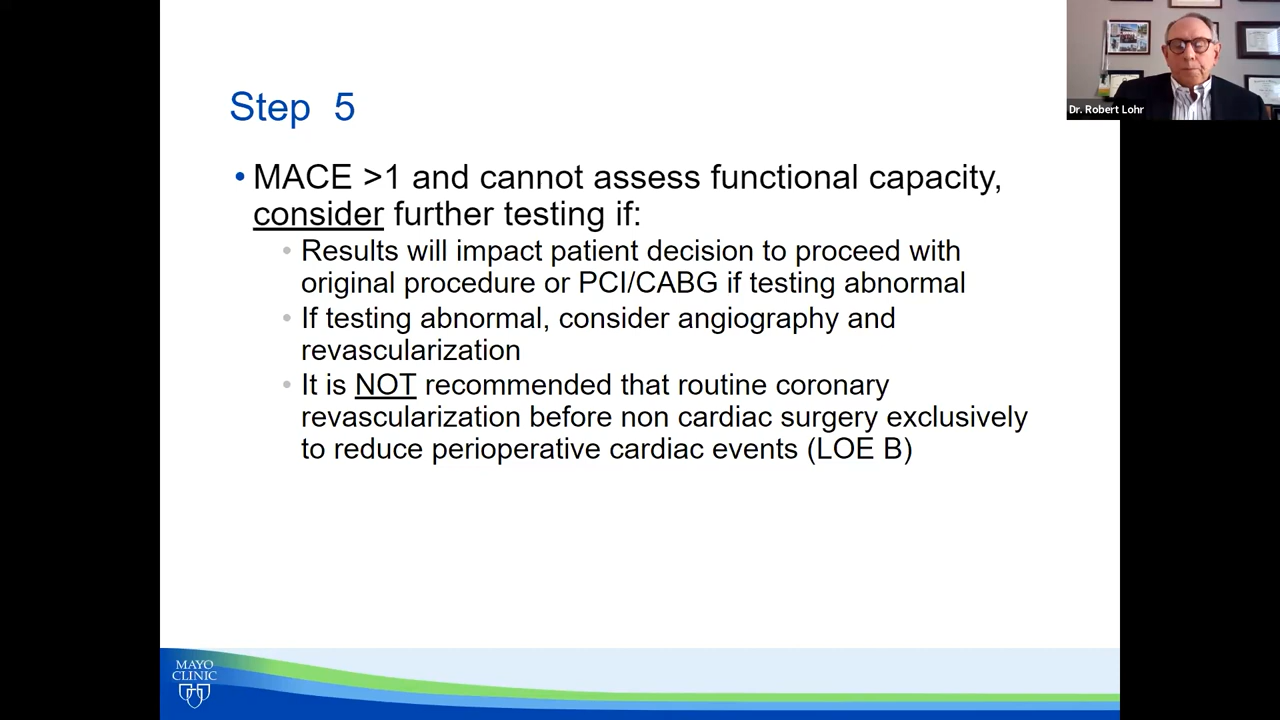 Step 5
• MACE >1 and cannot assess functional capacity,
consider further testing if:
• Results will impact patient decision to proceed with
original procedure or PCI/CABG if testing abnormal
• If testing abnormal, consider angiography and
revascularization
• It is NOT recommended that routine coronary
revascularization before non cardiac surgery exclusively
to reduce perioperative cardiac events (LOE B)
Dr. Robert Lohr
MAYO
CLINIC